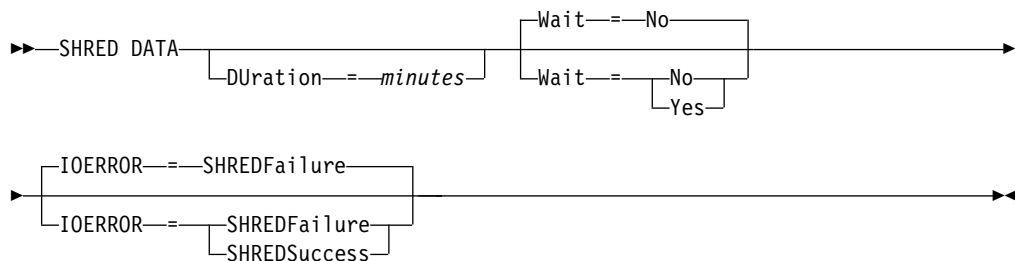 Wait = No
SHRED DATA
DUration = minutes
Wait = No
Yes
IOERROR = SHREDFailure
IOERROR = SHREDFailure
SHREDSuccess